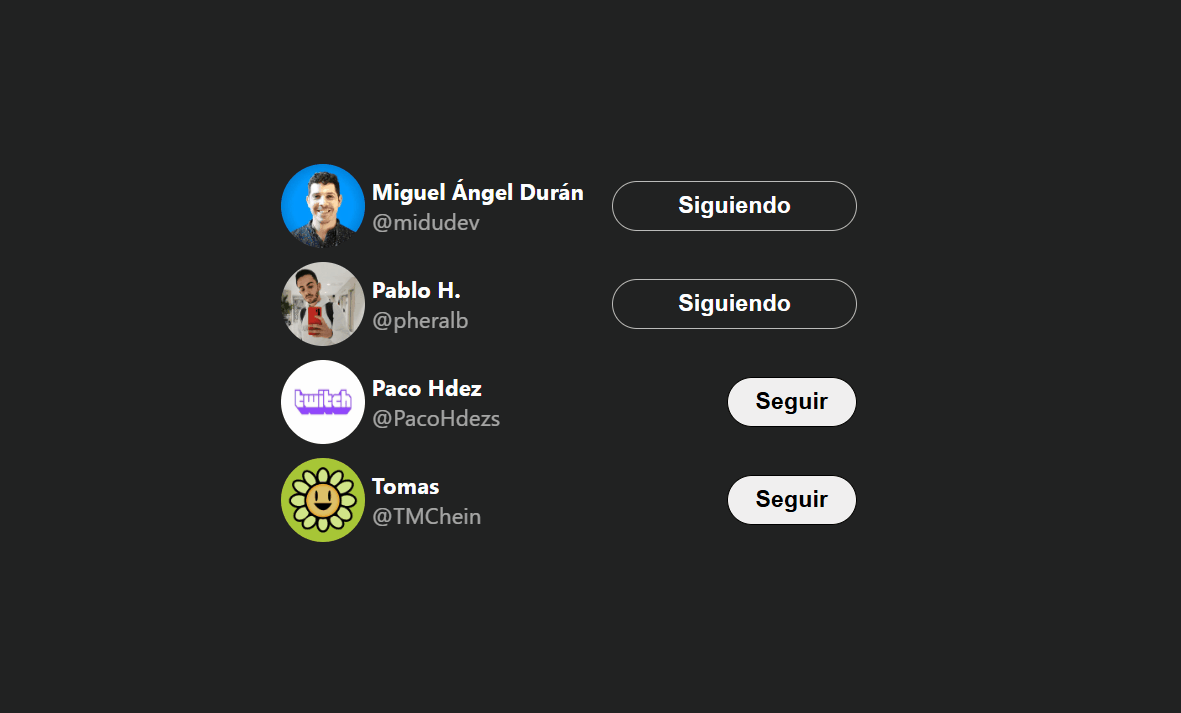 Miguel Ángel Durán
@midudev
Siguiendo
Pablo H.
@pheralb
Siguiendo
twitch
Paco Hdez
@PacoHdezs
Seguir
Tomas
@TMChein
Seguir